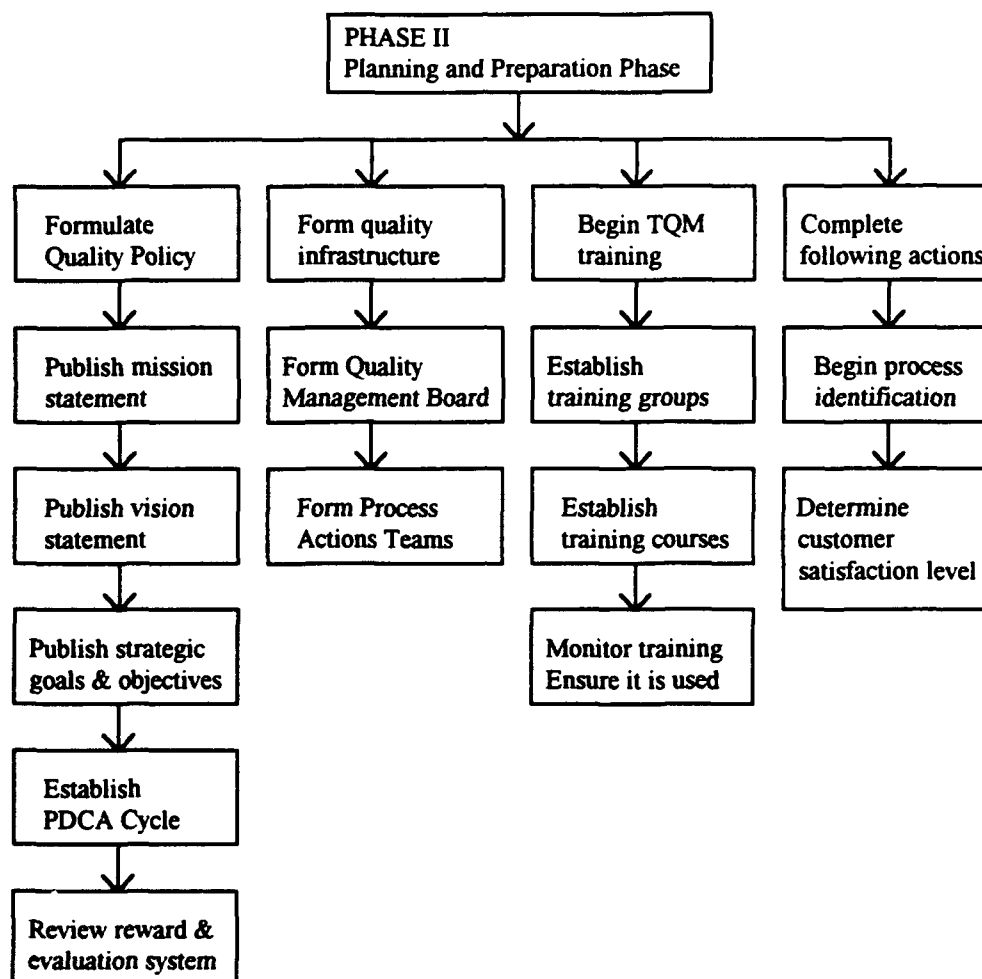 PHASE II
Planning and Preparation Phase
Formulate
Quality Policy
Publish mission
statement
Publish vision
statement
Publish strategic
goals & objectives
Establish
PDCA Cycle
Review reward &
evaluation system
Form quality
infrastructure
Form Quality
Management Board
Form Process
Actions Teams
Begin TQM
training
Establish
training groups
Establish
training courses
Monitor training
Ensure it is used
Complete
following actions
Begin process
identification
Determine
customer
satisfaction level